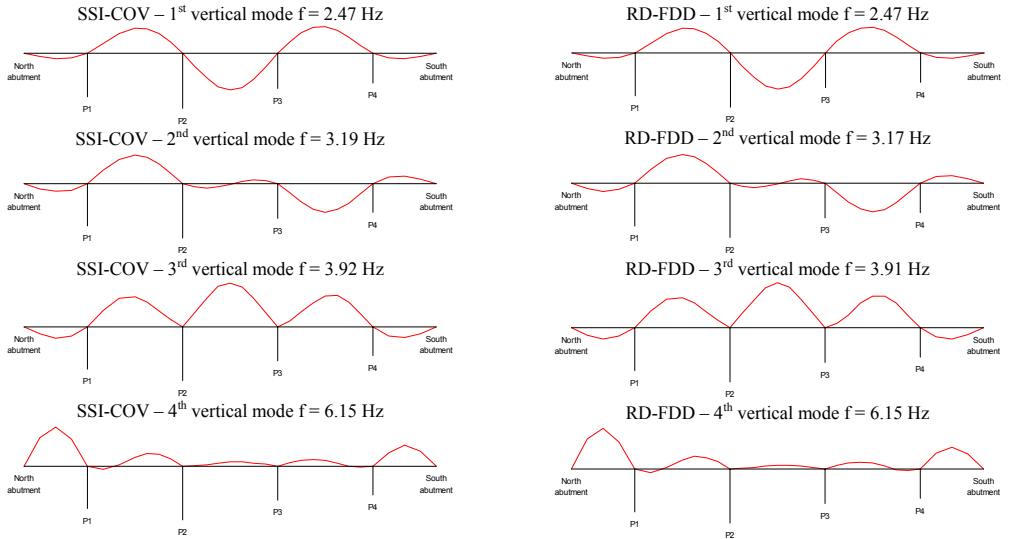 SSI-COV – 1st vertical mode f = 2.47 Hz
RD-FDD – 1st vertical mode f = 2.47 Hz
North abutment
P1
P2
P3
P4
South abutment
North abutment
P1
P2
P3
P4
South abutment
SSI-COV – 2nd vertical mode f = 3.19 Hz
RD-FDD – 2nd vertical mode f = 3.17 Hz
North abutment
P1
P2
P3
P4
South abutment
North abutment
P1
P2
P3
P4
South abutment
SSI-COV – 3rd vertical mode f = 3.92 Hz
RD-FDD – 3rd vertical mode f = 3.91 Hz
North abutment
P1
P2
P3
P4
South abutment
North abutment
P1
P2
P3
P4
South abutment
SSI-COV – 4th vertical mode f = 6.15 Hz
RD-FDD – 4th vertical mode f = 6.15 Hz
North abutment
P1
P2
P3
P4
South abutment
North abutment
P1
P2
P3
P4
South abutment